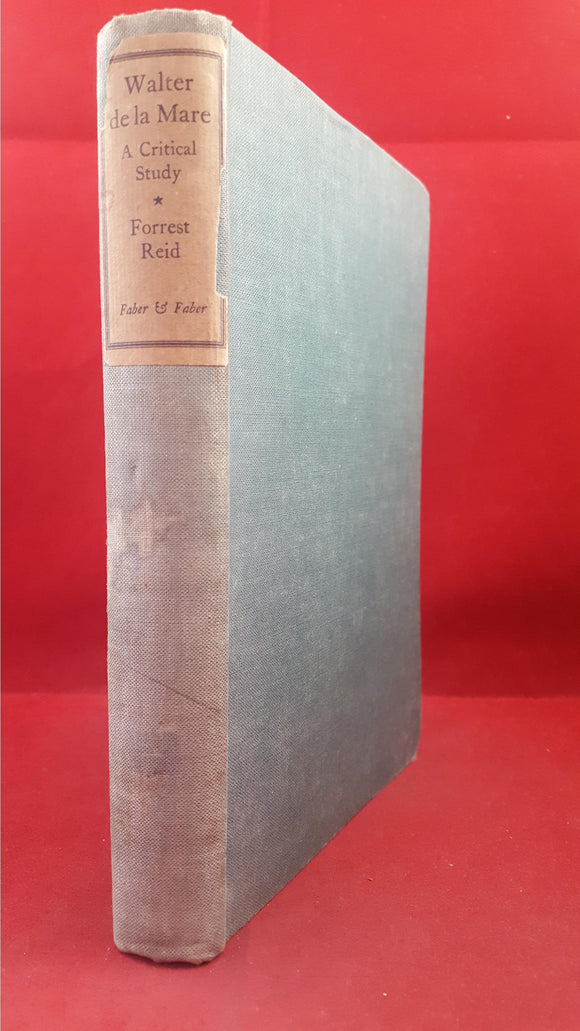 Walter
de la Mare
A Critical
Study
★
Forrest
Reid
Faber & Faber